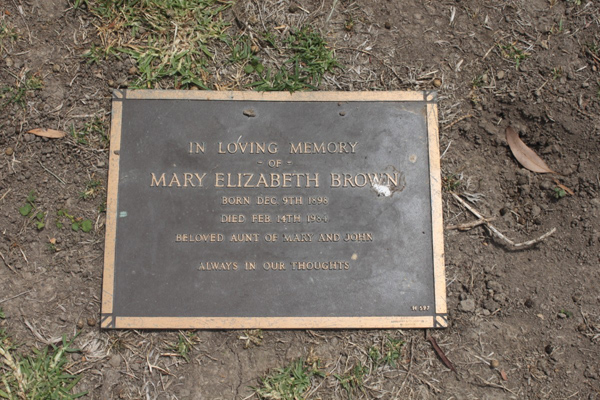 IN LOVING MEMORY
- OF -
MARY ELIZABETH BROWN
BORN DEC 9TH 1898
DIED FEB 14TH 1984
BELOVED AUNT OF MARY AND JOHN
ALWAYS IN OUR THOUGHTS